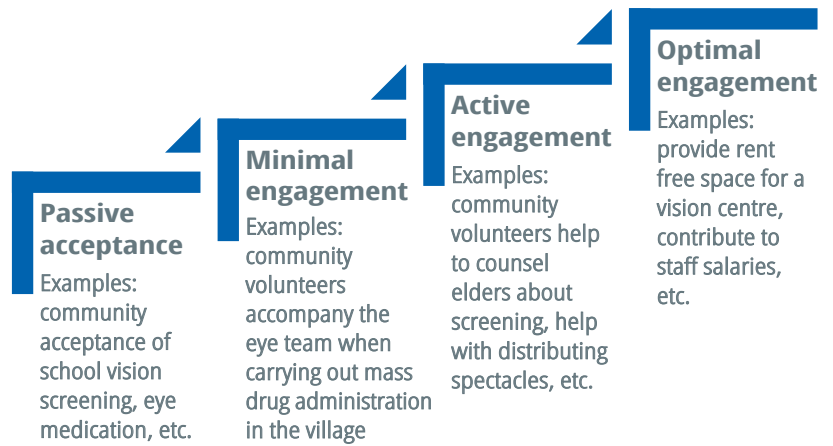 Passive
acceptance
Examples:
community
acceptance of
school vision
screening, eye
medication, etc.
Minimal
engagement
Examples:
community
volunteers
accompany the
eye team when
carrying out mass
drug administration
in the village
Active
engagement
Examples:
community
volunteers help
to counsel
elders about
screening, help
with distributing
spectacles, etc.
Optimal
engagement
Examples:
provide rent
free space for a
vision centre,
contribute to
staff salaries,
etc.